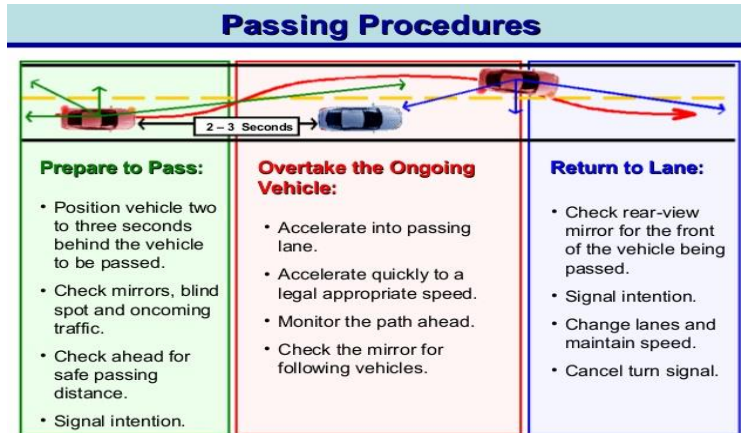 Passing Procedures
2 – 3 Seconds
Prepare to Pass:
• Position vehicle two
to three seconds
behind the vehicle
to be passed.
• Check mirrors, blind
spot and oncoming
traffic.
• Check ahead for
safe passing
distance.
• Signal intention.
Overtake the Ongoing
Vehicle:
• Accelerate into passing
lane.
• Accelerate quickly to a
legal appropriate speed.
• Monitor the path ahead.
• Check the mirror for
following vehicles.
Return to Lane:
• Check rear-view
mirror for the front
of the vehicle being
passed.
• Signal intention.
• Change lanes and
maintain speed.
• Cancel turn signal.